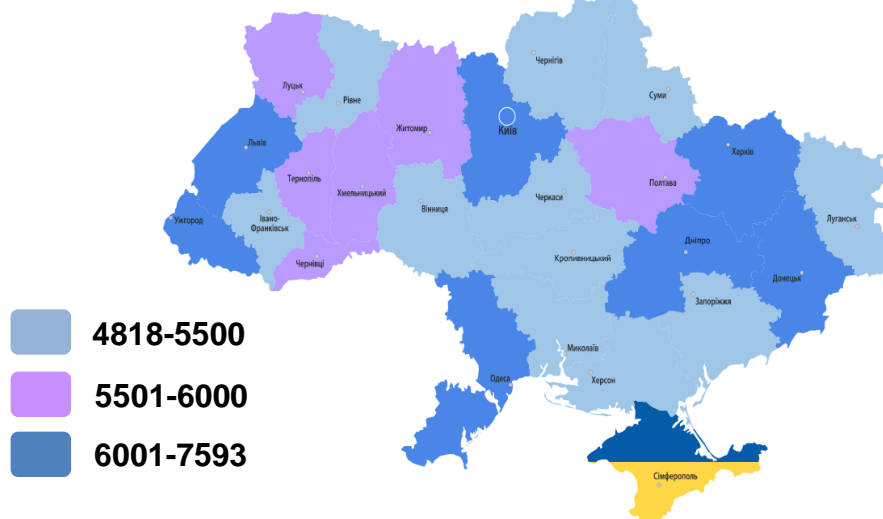 Чернігів
Луцьк
Рівне
Суми
Житомир
Київ
Львів
Харків
Тернопіль
Хмельницький
Полтава
Ужгород
Івано-
Франківськ
Вінниця
Черкаси
Луганськ
Чернівці
Кропивницький
Дніпро
Донецьк
Запоріжжя
Миколаїв
Одеса
Херсон
Сімферополь
4818-5500
5501-6000
6001-7593